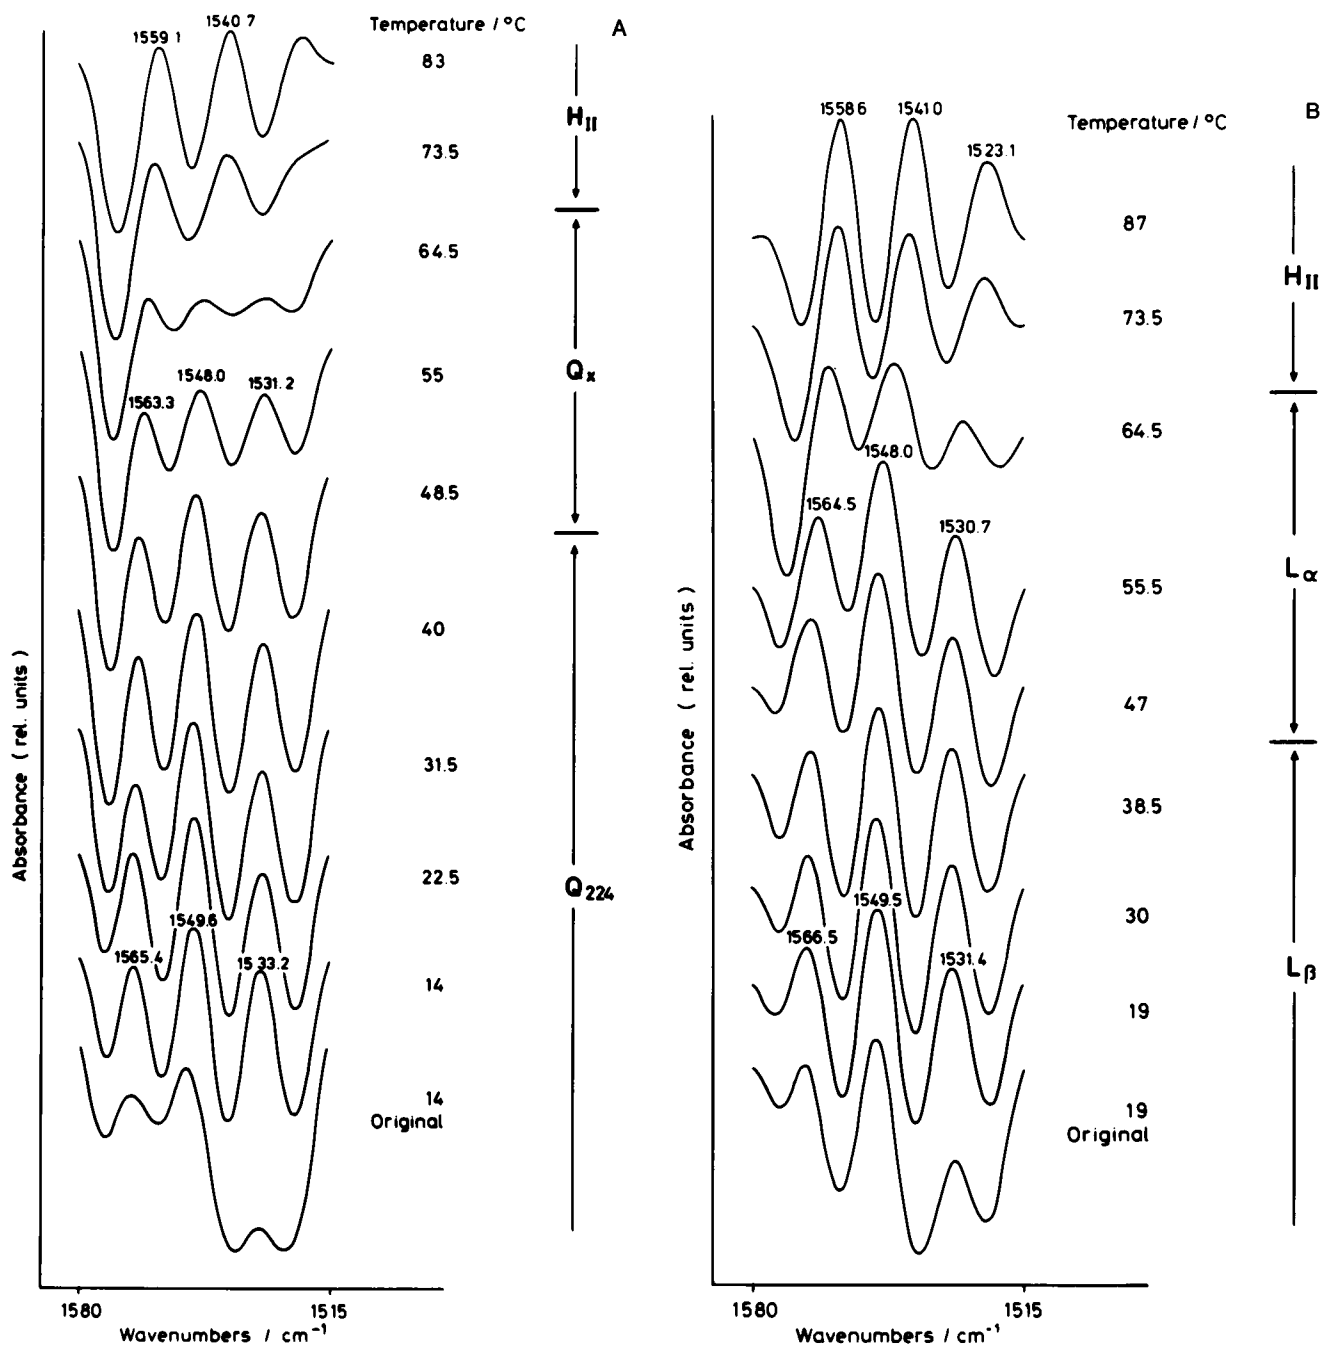 A
Temperature / °C
1559 1
1540 7
83
73.5
64.5
55
48.5
40
31.5
22.5
14
14
Original
1563.3
1548.0
1531.2
1565.4
1549.6
1533.2
H_II
Q_x
Q_224
Absorbance ( rel. units )
1580
1515
Wavenumbers / cm⁻¹
B
Temperature / °C
1558 6
1541 0
1523.1
87
73.5
64.5
55.5
47
38.5
30
19
19
Original
1564.5
1548.0
1530.7
1566.5
1549.5
1531.4
H_II
L_α
L_β
Absorbance ( rel. units )
1580
1515
Wavenumbers / cm⁻¹